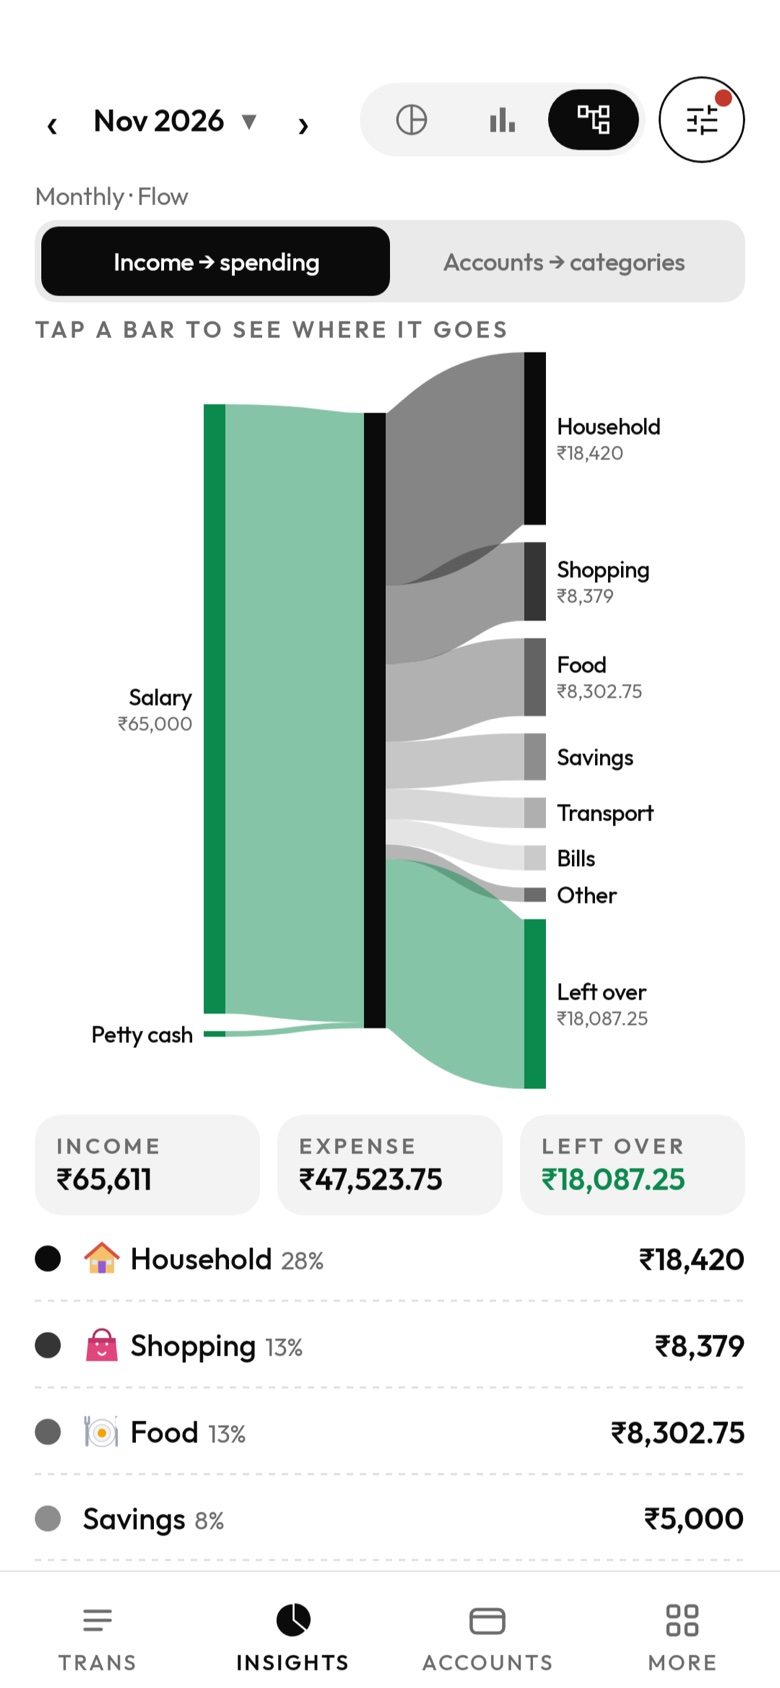 ‹ Nov 2026 ▼ ›
Monthly · Flow
Income → spending
Accounts → categories
TAP A BAR TO SEE WHERE IT GOES
Household
₹18,420
Shopping
₹8,379
Food
₹8,302.75
Savings
Transport
Bills
Other
Left over
₹18,087.25
Salary
₹65,000
Petty cash
INCOME
₹65,611
EXPENSE
₹47,523.75
LEFT OVER
₹18,087.25
Household 28% ₹18,420
Shopping 13% ₹8,379
Food 13% ₹8,302.75
Savings 8% ₹5,000
TRANS
INSIGHTS
ACCOUNTS
MORE